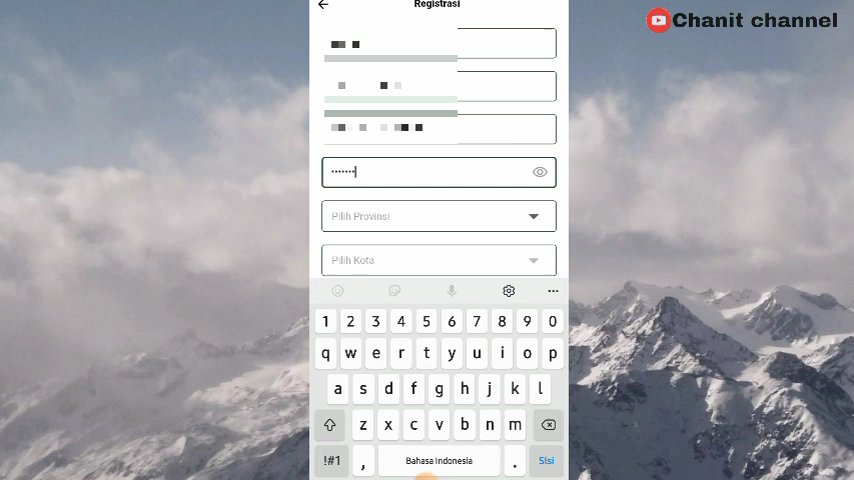 Registrasi
Chanit channel
•••••••
Pilih Provinsi
Pilih Kota
1 2 3 4 5 6 7 8 9 0
q w e r t y u i o p
a s d f g h j k l
z x c v b n m
!#1 , Bahasa Indonesia . Slsi